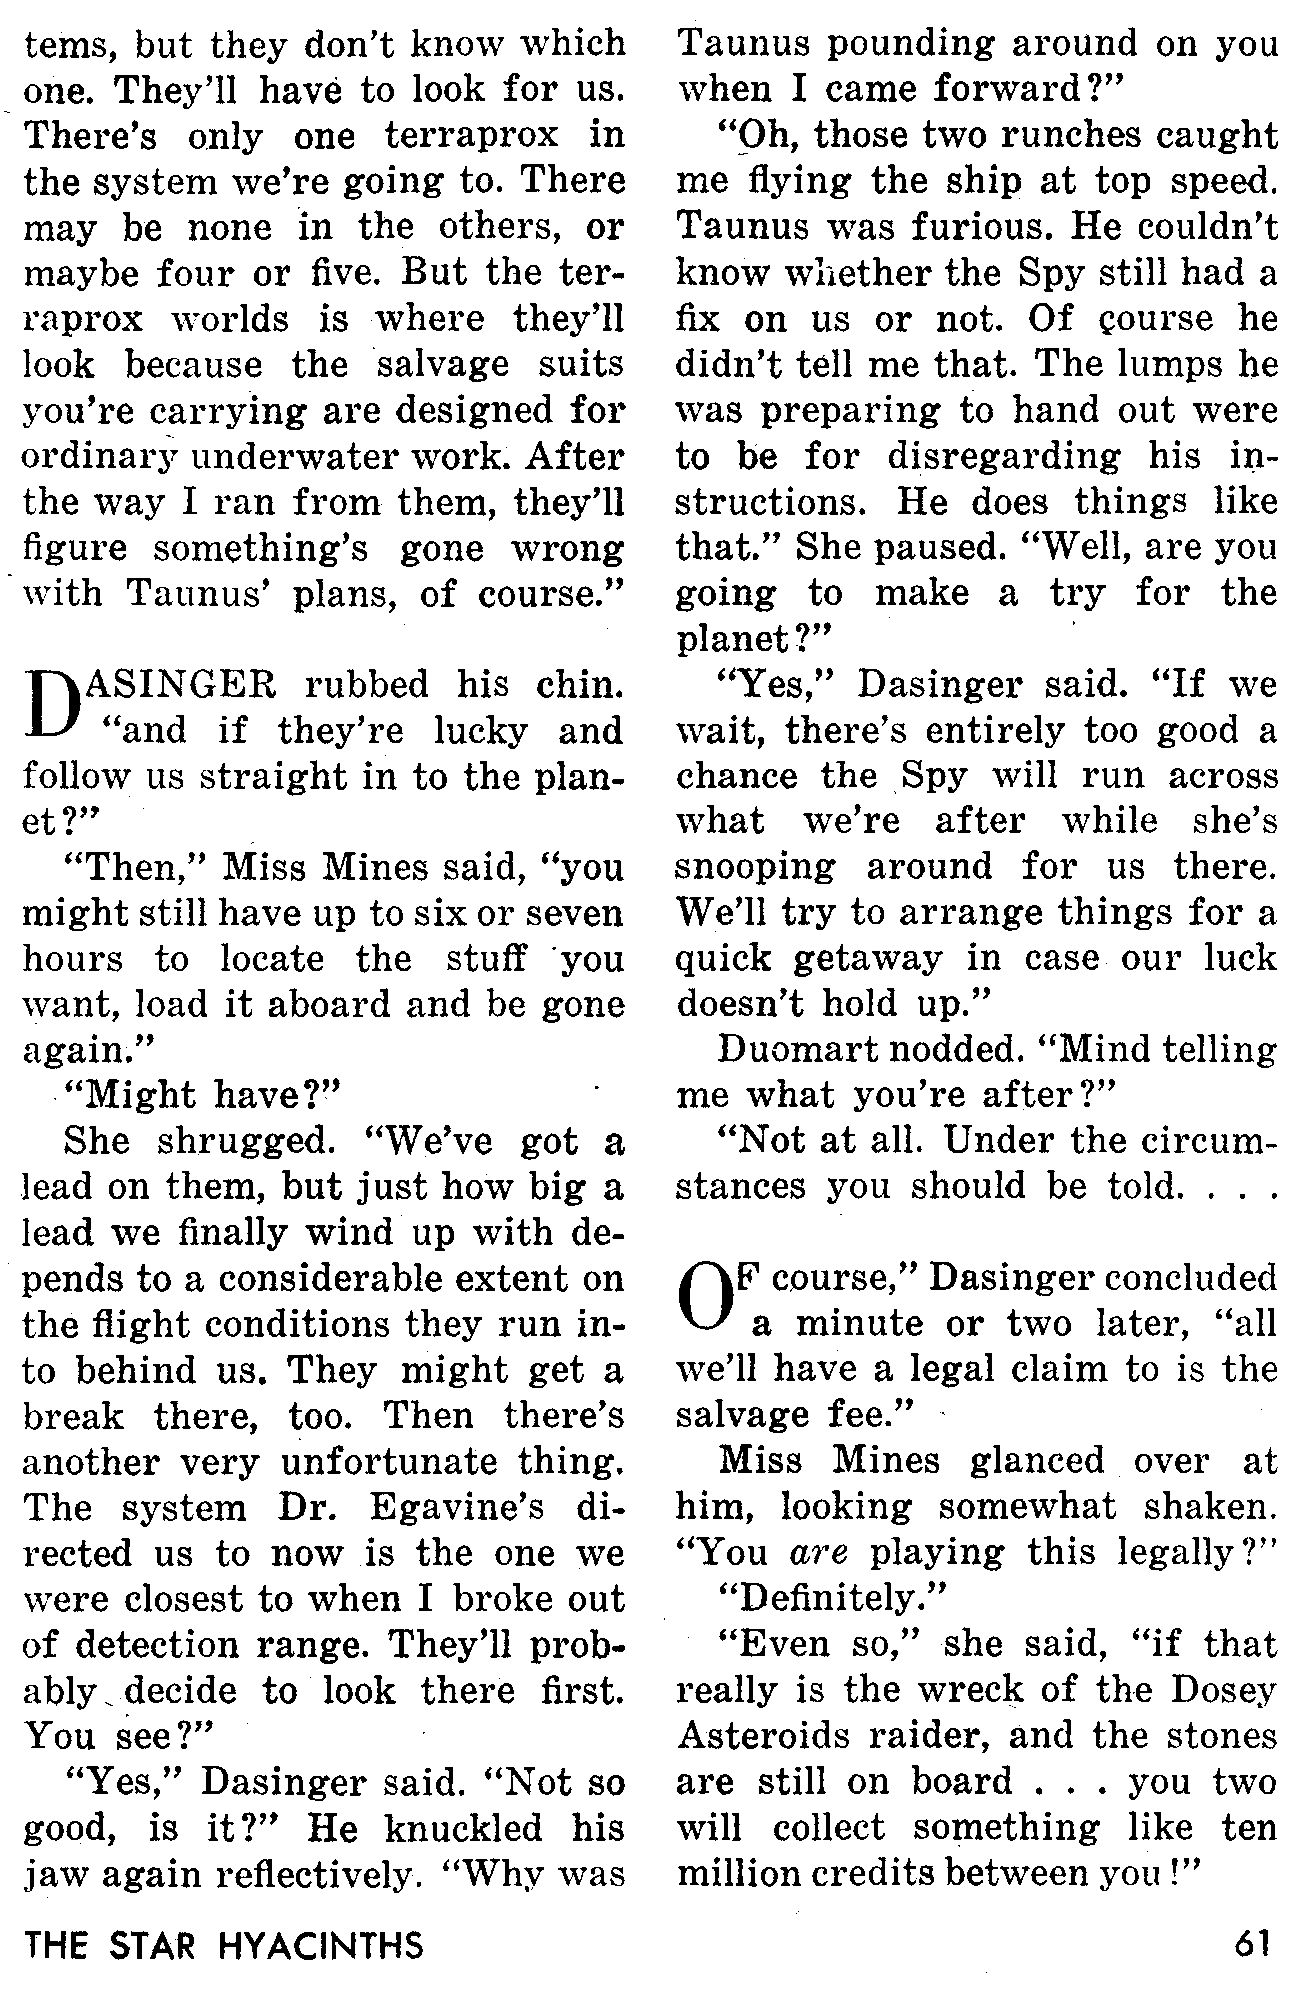 tems, but they don't know which
one. They'll have to look for us.
There's only one terraprox in
the system we're going to. There
may be none in the others, or
maybe four or five. But the ter-
raprox worlds is where they'll
look because the salvage suits
you're carrying are designed for
ordinary underwater work. After
the way I ran from them, they'll
figure something's gone wrong
with Taunus' plans, of course.”
DASINGER rubbed his chin.
“and if they're lucky and
follow us straight in to the plan-
et?”
“Then,” Miss Mines said, “you
might still have up to six or seven
hours to locate the stuff you
want, load it aboard and be gone
again.”
“Might have?”
She shrugged. “We've got a
lead on them, but just how big a
lead we finally wind up with de-
pends to a considerable extent on
the flight conditions they run in-
to behind us. They might get a
break there, too. Then there's
another very unfortunate thing.
The system Dr. Egavine's di-
rected us to now is the one we
were closest to when I broke out
of detection range. They'll prob-
ably decide to look there first.
You see?”
“Yes,” Dasinger said. “Not so
good, is it?” He knuckled his
jaw again reflectively. “Why was
Taunus pounding around on you
when I came forward?”
“Oh, those two runches caught
me flying the ship at top speed.
Taunus was furious. He couldn't
know whether the Spy still had a
fix on us or not. Of course he
didn't tell me that. The lumps he
was preparing to hand out were
to be for disregarding his in-
structions. He does things like
that.” She paused. “Well, are you
going to make a try for the
planet?”
“Yes,” Dasinger said. “If we
wait, there's entirely too good a
chance the Spy will run across
what we're after while she's
snooping around for us there.
We'll try to arrange things for a
quick getaway in case our luck
doesn't hold up.”
Duomart nodded. “Mind telling
me what you're after?”
“Not at all. Under the circum-
stances you should be told. . . .
OF course,” Dasinger concluded
a minute or two later, “all
we'll have a legal claim to is the
salvage fee.”
Miss Mines glanced over at
him, looking somewhat shaken.
“You are playing this legally?”
“Definitely.”
“Even so,” she said, “if that
really is the wreck of the Dosey
Asteroids raider, and the stones
are still on board . . . you two
will collect something like ten
million credits between you!”
THE STAR HYACINTHS 61